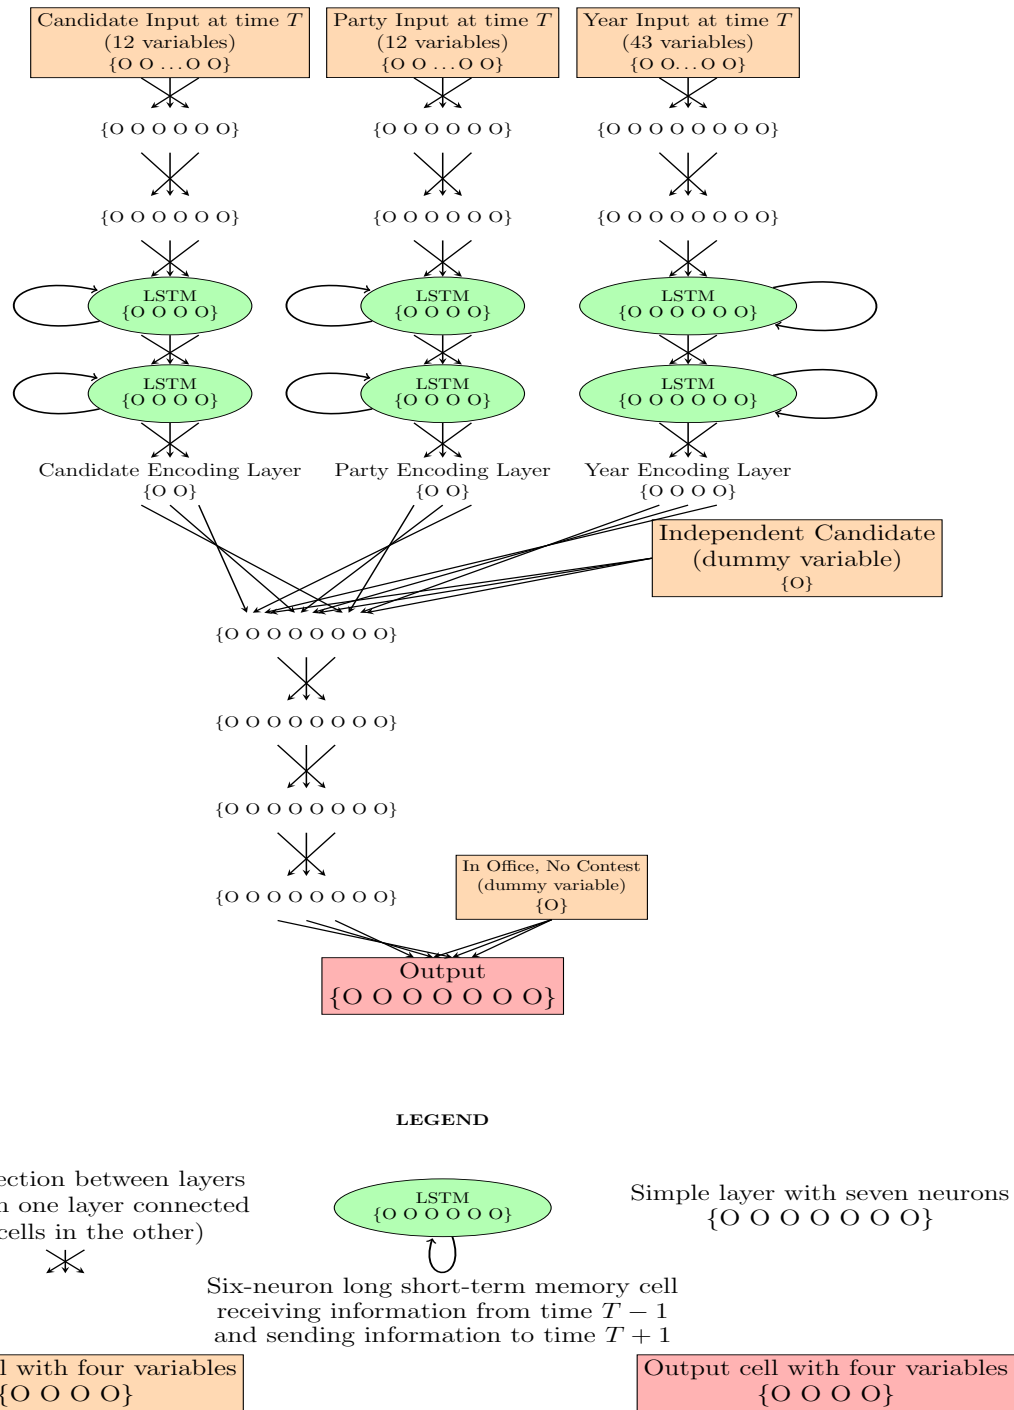 Candidate Input at time T
(12 variables)
{O O ...O O}
Party Input at time T
(12 variables)
{O O ...O O}
Year Input at time T
(43 variables)
{O O...O O}
{O O O O O O}
{O O O O O O}
{O O O O O O O O}
{O O O O O O}
{O O O O O O}
{O O O O O O O O}
LSTM
{O O O O}
LSTM
{O O O O}
LSTM
{O O O O O O}
LSTM
{O O O O}
LSTM
{O O O O}
LSTM
{O O O O O O}
Candidate Encoding Layer
{O O}
Party Encoding Layer
{O O}
Year Encoding Layer
{O O O O}
Independent Candidate
(dummy variable)
{O}
{O O O O O O O O}
{O O O O O O O O}
{O O O O O O O O}
{O O O O O O O O}
In Office, No Contest
(dummy variable)
{O}
Output
{O O O O O O O}
LEGEND
ection between layers
n one layer connected
cells in the other)
LSTM
{O O O O O O}
Six-neuron long short-term memory cell
receiving information from time T − 1
and sending information to time T + 1
Simple layer with seven neurons
{O O O O O O O}
l with four variables
{O O O O}
Output cell with four variables
{O O O O}